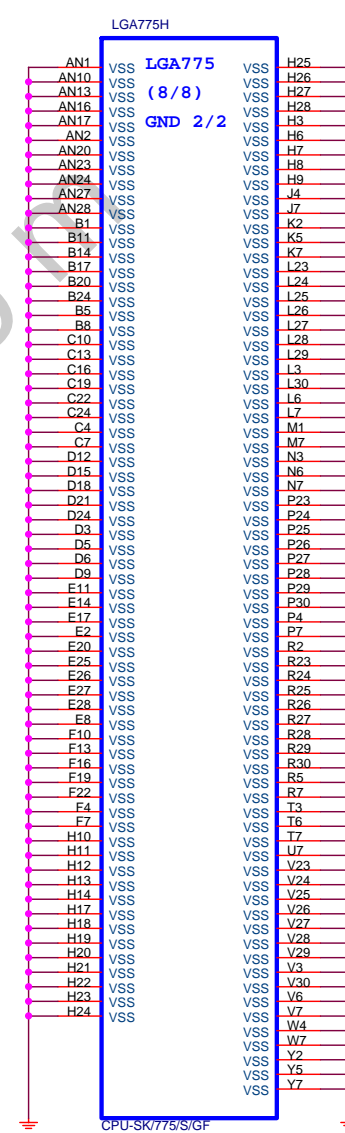 LGA775H
AN1 VSS LGA775 VSS H25
AN10 VSS VSS H26
AN13 VSS (8/8) VSS H27
AN16 VSS VSS H28
AN17 VSS GND 2/2 VSS H3
AN2 VSS VSS H6
AN20 VSS VSS H7
AN23 VSS VSS H8
AN24 VSS VSS H9
AN27 VSS VSS J4
AN28 VSS VSS J7
B1 VSS VSS K2
B11 VSS VSS K5
B14 VSS VSS K7
B17 VSS VSS L23
B20 VSS VSS L24
B24 VSS VSS L25
B5 VSS VSS L26
B8 VSS VSS L27
C10 VSS VSS L28
C13 VSS VSS L29
C16 VSS VSS L3
C19 VSS VSS L30
C22 VSS VSS L6
C24 VSS VSS L7
C4 VSS VSS M1
C7 VSS VSS M7
D12 VSS VSS N3
D15 VSS VSS N6
D18 VSS VSS N7
D21 VSS VSS P23
D24 VSS VSS P24
D3 VSS VSS P25
D5 VSS VSS P26
D6 VSS VSS P27
D9 VSS VSS P28
E11 VSS VSS P29
E14 VSS VSS P30
E17 VSS VSS P4
E2 VSS VSS P7
E20 VSS VSS R2
E25 VSS VSS R23
E26 VSS VSS R24
E27 VSS VSS R25
E28 VSS VSS R26
E8 VSS VSS R27
F10 VSS VSS R28
F13 VSS VSS R29
F16 VSS VSS R30
F19 VSS VSS R5
F22 VSS VSS R7
F4 VSS VSS T3
F7 VSS VSS T6
H10 VSS VSS T7
H11 VSS VSS U7
H12 VSS VSS V23
H13 VSS VSS V24
H14 VSS VSS V25
H17 VSS VSS V26
H18 VSS VSS V27
H19 VSS VSS V28
H20 VSS VSS V29
H21 VSS VSS V3
H22 VSS VSS V30
H23 VSS VSS V6
H24 VSS VSS V7
VSS W4
VSS W7
VSS Y2
VSS Y5
VSS Y7
CPU-SK/775/S/GF